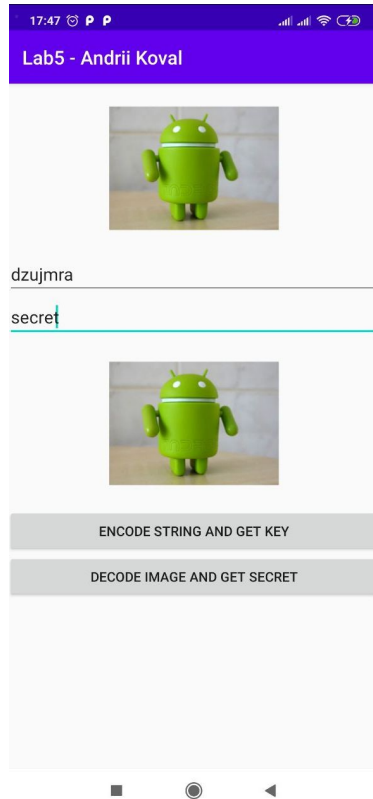 17:47
Lab5 - Andrii Koval
dzujmra
secret
ENCODE STRING AND GET KEY
DECODE IMAGE AND GET SECRET